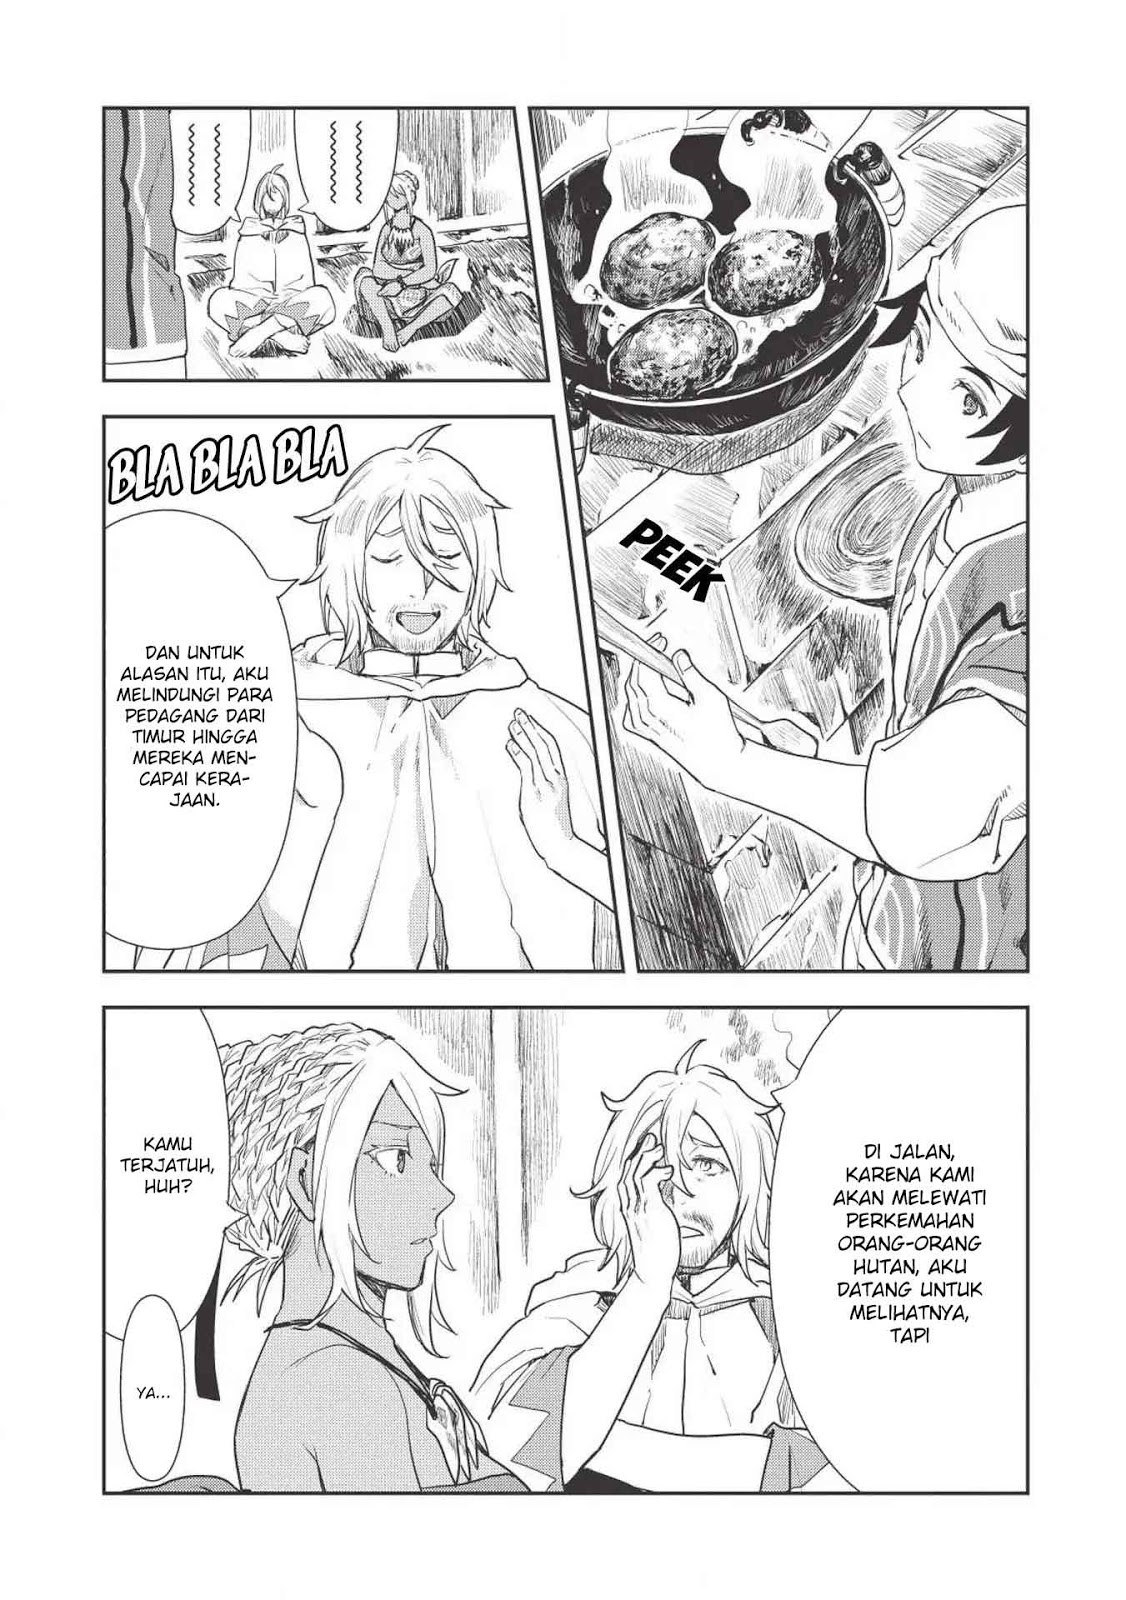 PEEK
BLA BLA BLA
DAN UNTUK
ALASAN ITU, AKU
MELINDUNGI PARA
PEDAGANG DARI
TIMUR HINGGA
MEREKA MEN-
CAPAI KERA-
JAAN.
DI JALAN,
KARENA KAMI
AKAN MELEWATI
PERKEMAHAN
ORANG-ORANG
HUTAN, AKU
DATANG UNTUK
MELIHATNYA,
TAPI
KAMU
TERJATUH,
HUH?
YA...